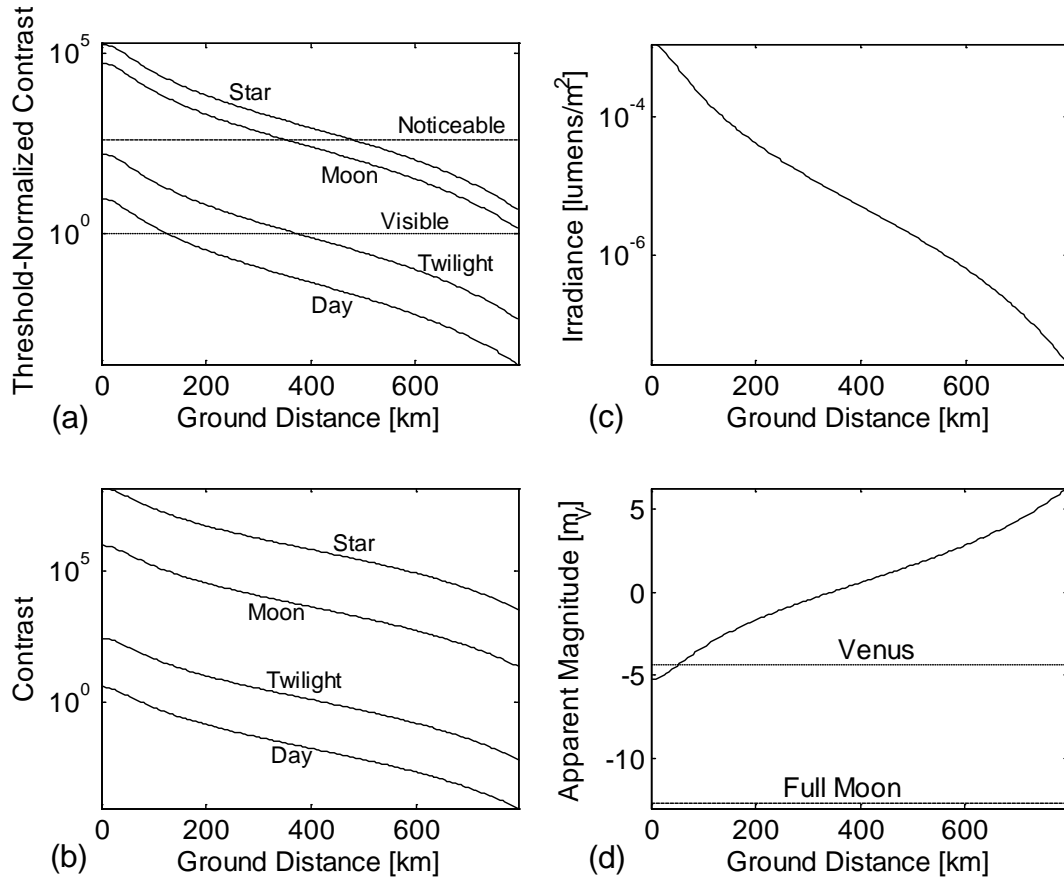 Threshold-Normalized Contrast
10^5
10^0
Star
Noticeable
Moon
Visible
Twilight
Day
0 200 400 600
(a) Ground Distance [km]
Irradiance [lumens/m^2]
10^-4
10^-6
0 200 400 600
(c) Ground Distance [km]
Contrast
10^5
10^0
Star
Moon
Twilight
Day
0 200 400 600
(b) Ground Distance [km]
Apparent Magnitude [m_V]
5
0
-5
-10
Venus
Full Moon
0 200 400 600
(d) Ground Distance [km]